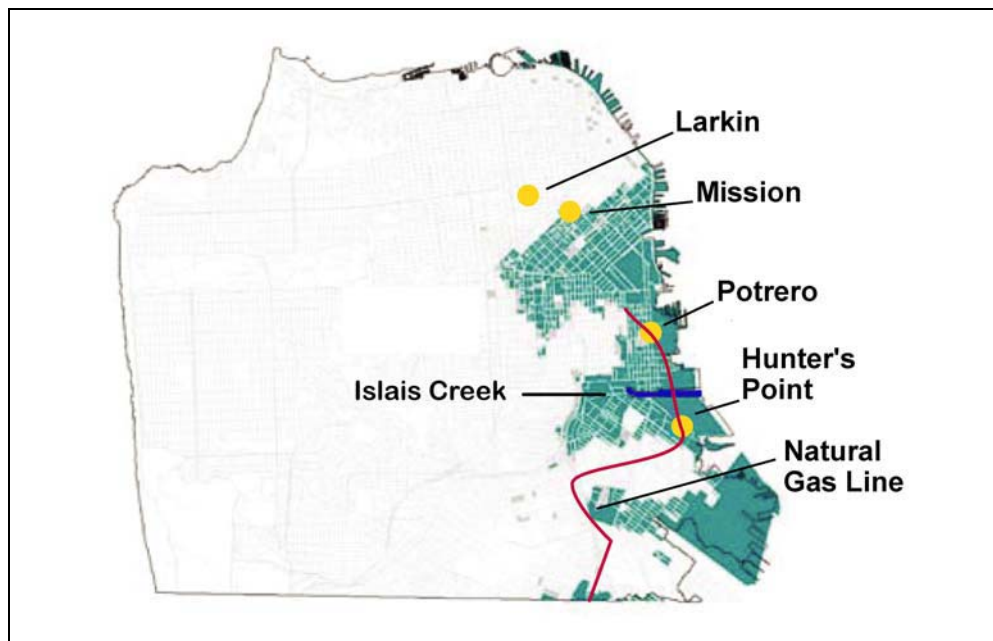 Larkin
Mission
Potrero
Hunter's
Point
Islais Creek
Natural
Gas Line